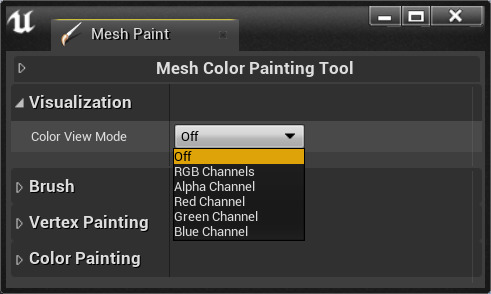 Mesh Paint
Mesh Color Painting Tool
Visualization
Color View Mode
Off
Off
RGB Channels
Alpha Channel
Red Channel
Green Channel
Blue Channel
Brush
Vertex Painting
Color Painting